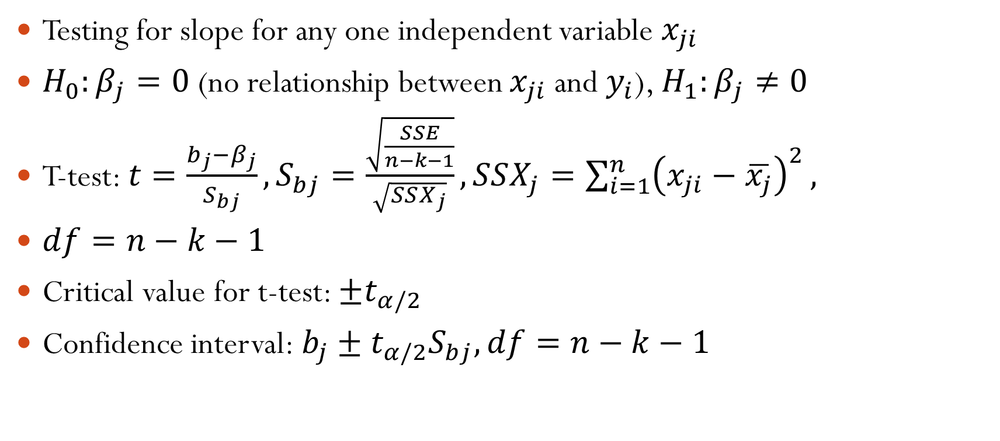 • Testing for slope for any one independent variable $x_{ji}$
• $H_0: \beta_j = 0$ (no relationship between $x_{ji}$ and $y_i$), $H_1: \beta_j \neq 0$
• T-test: $t = \frac{b_j - \beta_j}{S_{bj}}, S_{bj} = \frac{\sqrt{\frac{SSE}{n-k-1}}}{\sqrt{SSX_j}}, SSX_j = \sum_{i=1}^{n} (x_{ji} - \overline{x_j})^2,$
• $df = n - k - 1$
• Critical value for t-test: $\pm t_{\alpha/2}$
• Confidence interval: $b_j \pm t_{\alpha/2} S_{bj}, df = n - k - 1$